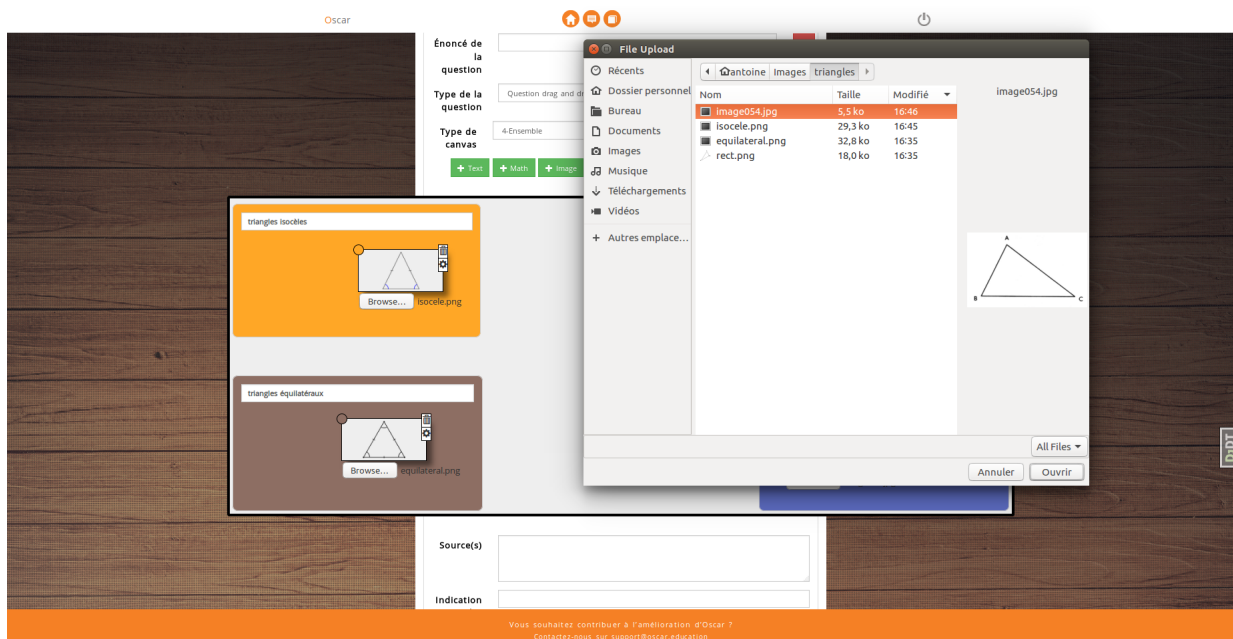 Oscar
Énoncé de
la
question
Type de la
question
Question drag and dr
Type de
canvas
4-Ensemble
+ Text
+ Math
+ Image
triangles isocèles
Browse...
isocele.png
triangles équilatéraux
Browse...
equilateral.png
File Upload
Récents
Dossier personnel
Bureau
Documents
Images
Musique
Téléchargements
Vidéos
+ Autres emplace...
antoine
Images
triangles
Nom Taille Modifié
image054.jpg 5,5 ko 16:46
isocele.png 29,3 ko 16:45
equilateral.png 32,8 ko 16:35
rect.png 18,0 ko 16:35
image054.jpg
A
B
C
All Files
Annuler
Ouvrir
Source(s)
Indication
Vous souhaitez contribuer à l'amélioration d'Oscar ?
Contactez-nous sur support@oscar.education